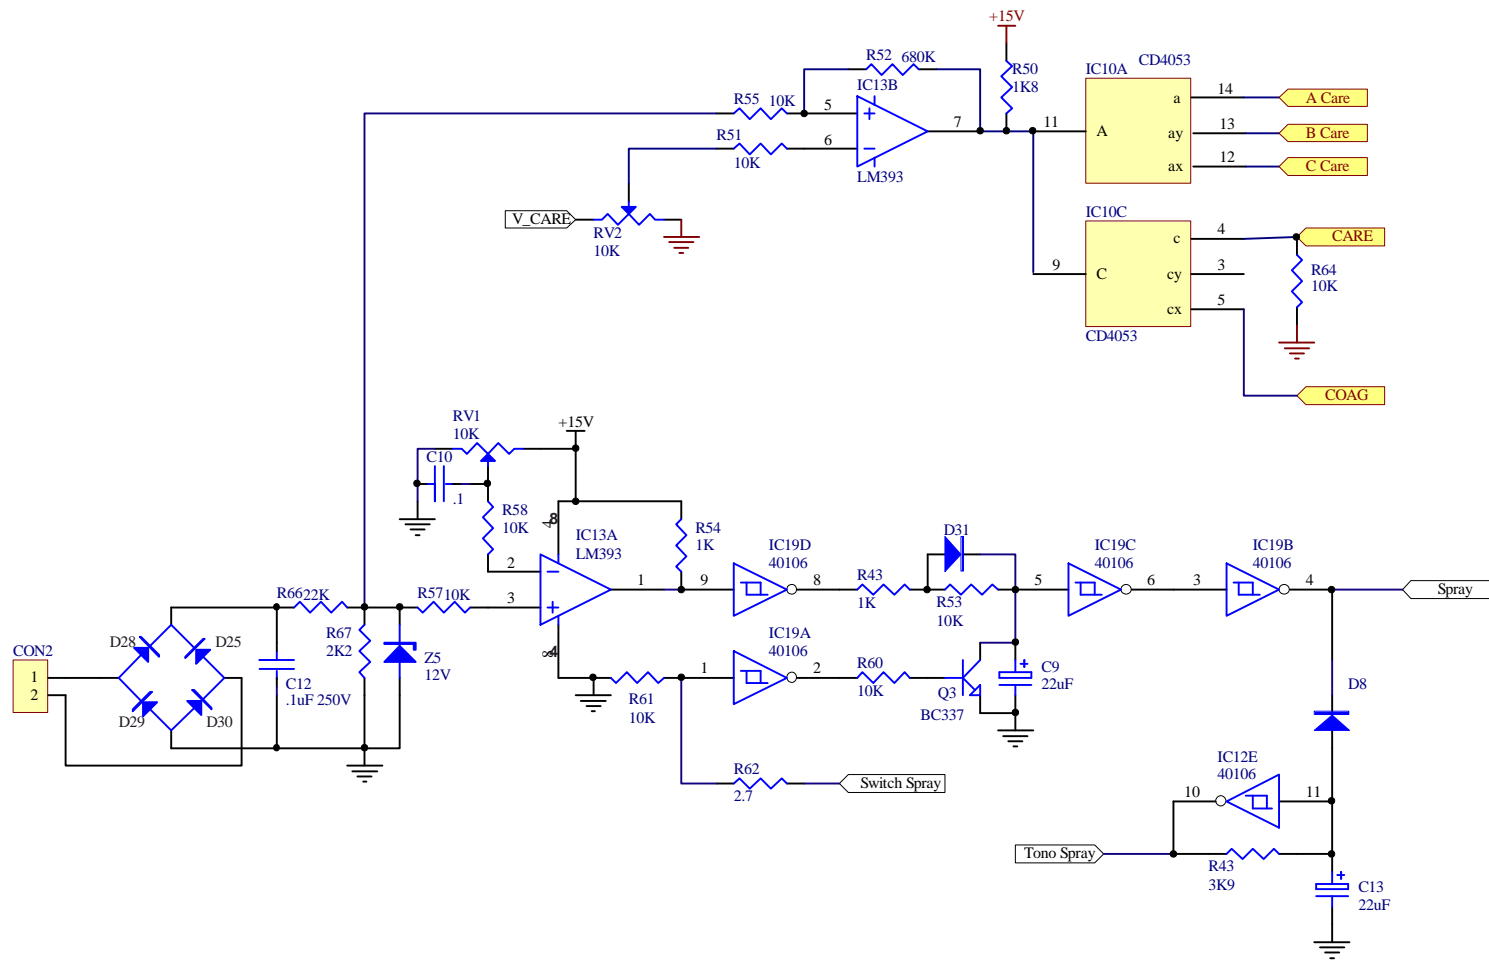 +15V
R52 680K
IC13B
R50
1K8
IC10A
CD4053
R55 10K
5
7
11
A
a
14
A Care
R51
10K
6
LM393
ay
13
B Care
ax
12
C Care
V_CARE
RV2
10K
IC10C
9
C
c
4
CARE
cy
3
R64
10K
cx
5
CD4053
COAG
RV1
10K
+15V
C10
.1
R58
10K
8
4
IC13A
LM393
R54
1K
2
3
1
9
IC19D
40106
8
R43
1K
D31
R53
10K
5
IC19C
40106
6
3
IC19B
40106
4
Spray
R66 22K
R57 10K
R67
2K2
Z5
12V
D28
D25
CON2
1
2
C12
.1uF 250V
D29
D30
8
4
R61
10K
1
IC19A
40106
2
R60
10K
Q3
BC337
C9
22uF
D8
R62
2.7
Switch Spray
IC12E
40106
10
11
Tono Spray
R43
3K9
C13
22uF